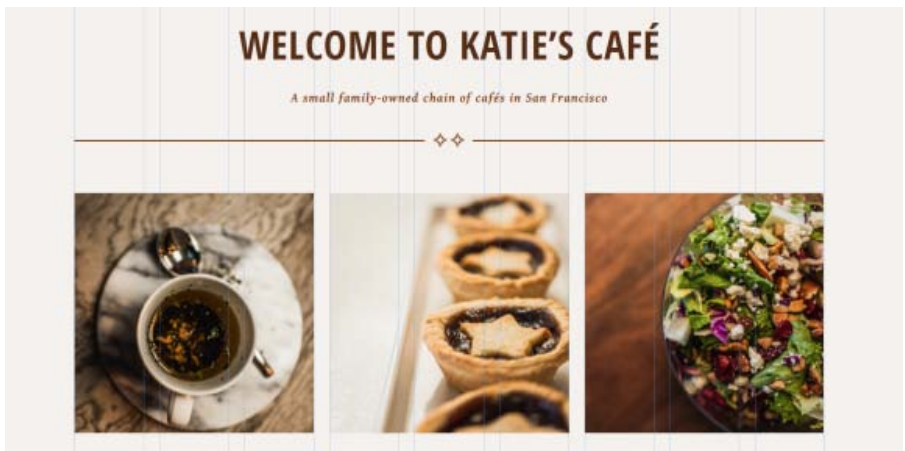 WELCOME TO KATIE’S CAFÉ
A small family-owned chain of cafés in San Francisco